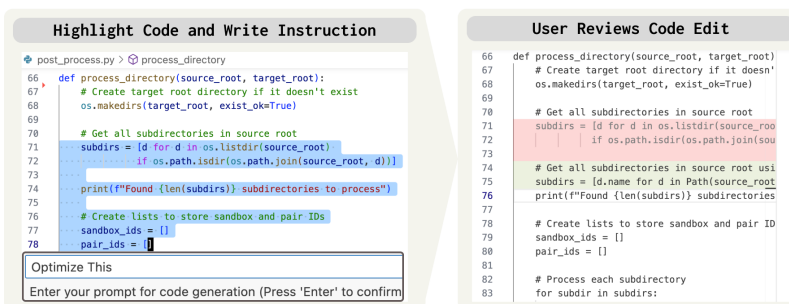 Highlight Code and Write Instruction
post_process.py > process_directory
66 def process_directory(source_root, target_root):
67 # Create target root directory if it doesn't exist
68 os.makedirs(target_root, exist_ok=True)
69
70 # Get all subdirectories in source root
71 subdirs = [d for d in os.listdir(source_root)
72 if os.path.isdir(os.path.join(source_root, d))]
73
74 print(f"Found {len(subdirs)} subdirectories to process")
75
76 # Create lists to store sandbox and pair IDs
77 sandbox_ids = []
78 pair_ids = []
Optimize This
Enter your prompt for code generation (Press 'Enter' to confirm
User Reviews Code Edit
66 def process_directory(source_root, target_root)
67 # Create target root directory if it doesn'
68 os.makedirs(target_root, exist_ok=True)
69
70 # Get all subdirectories in source root
71 subdirs = [d for d in os.listdir(source_roo
72 if os.path.isdir(os.path.join(sou
73
74 # Get all subdirectories in source root usi
75 subdirs = [d.name for d in Path(source_root
76 print(f"Found {len(subdirs)} subdirectories
77
78 # Create lists to store sandbox and pair ID
79 sandbox_ids = []
80 pair_ids = []
81
82 # Process each subdirectory
83 for subdir in subdirs: